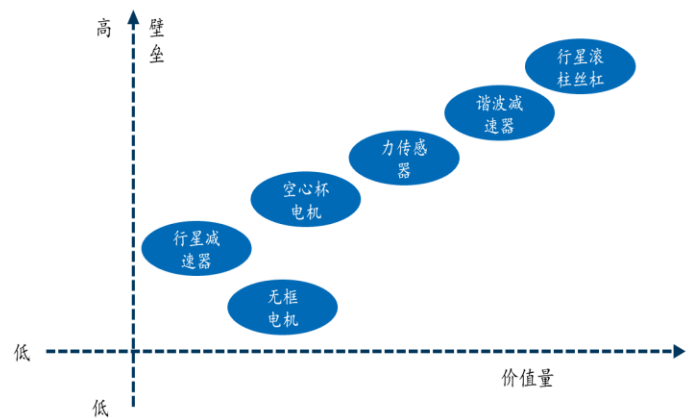 高
壁
垒
行星滚
柱丝杠
谐波减
速器
力传感
器
空心杯
电机
行星减
速器
无框
电机
低
价值量
低